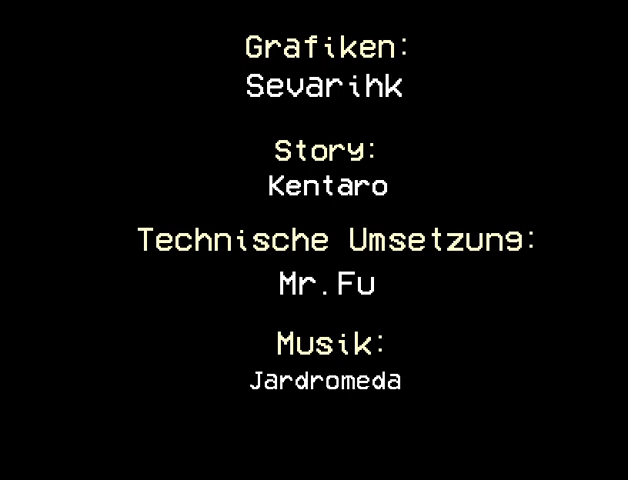 Grafiken:
Sevarihk
Story:
Kentaro
Technische Umsetzung:
Mr.Fu
Musik:
Jardromeda